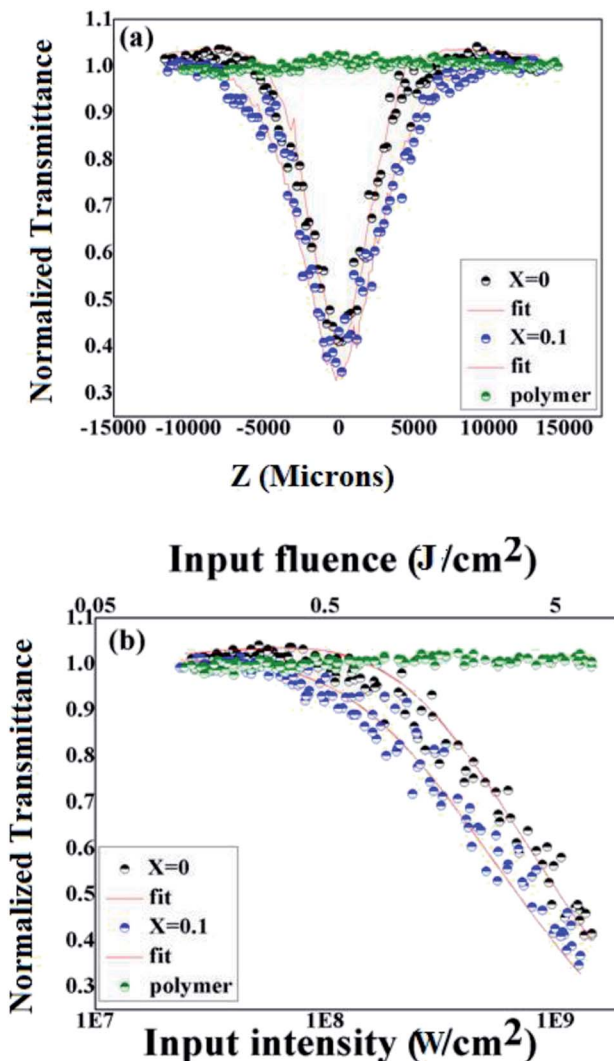 (a)
1.1
1.0
0.9
0.8
0.7
0.6
0.5
0.4
0.3
Normalized Transmittance
X=0
fit
X=0.1
fit
polymer
-15000 -10000 -5000 0 5000 10000 15000
Z (Microns)
Input fluence (J/cm²)
0.05 0.5 5
(b)
1.1
1.0
0.9
0.8
0.7
0.6
0.5
0.4
0.3
Normalized Transmittance
X=0
fit
X=0.1
fit
polymer
1E7 1E8 1E9
Input intensity (W/cm²)